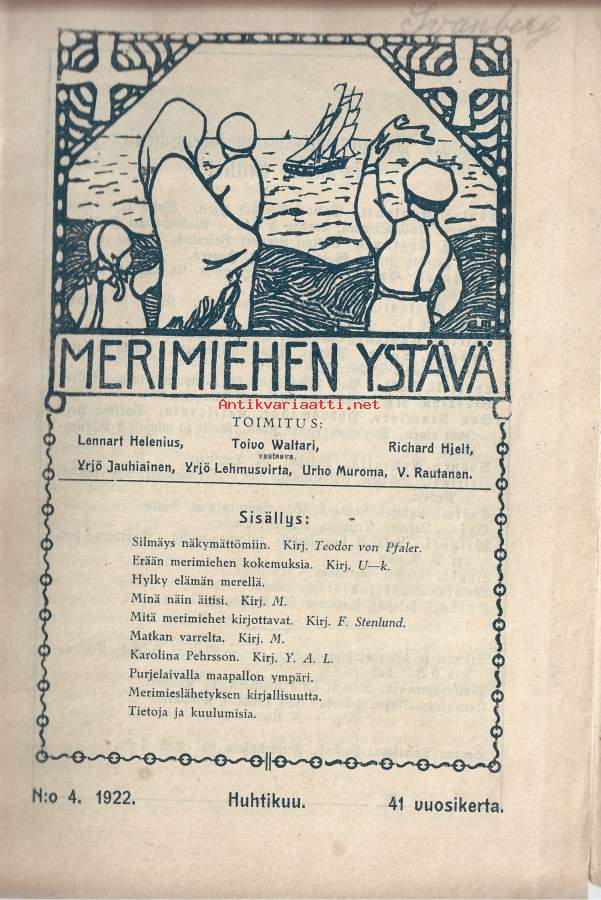 Svanberg
MERIMIEHEN YSTÄVÄ
Antikvariaatti.net
TOIMITUS:
Lennart Helenius, Toivo Waltari, Richard Hjelt,
vastaava.
Yrjö Jauhiainen, Yrjö Lehmusvirta, Urho Muroma, V. Rautanen.
Sisällys:
Silmäys näkymättömiin. Kirj. Teodor von Pfaler.
Erään merimiehen kokemuksia. Kirj. U—k.
Hylky elämän merellä.
Minä näin äitisi. Kirj. M.
Mitä merimiehet kirjottavat. Kirj. F. Stenlund.
Matkan varrelta. Kirj. M.
Karolina Pehrsson. Kirj. Y. A. L.
Purjelaivalla maapallon ympäri.
Merimieslähetyksen kirjallisuutta.
Tietoja ja kuulumisia.
N:o 4. 1922. Huhtikuu. 41 vuosikerta.